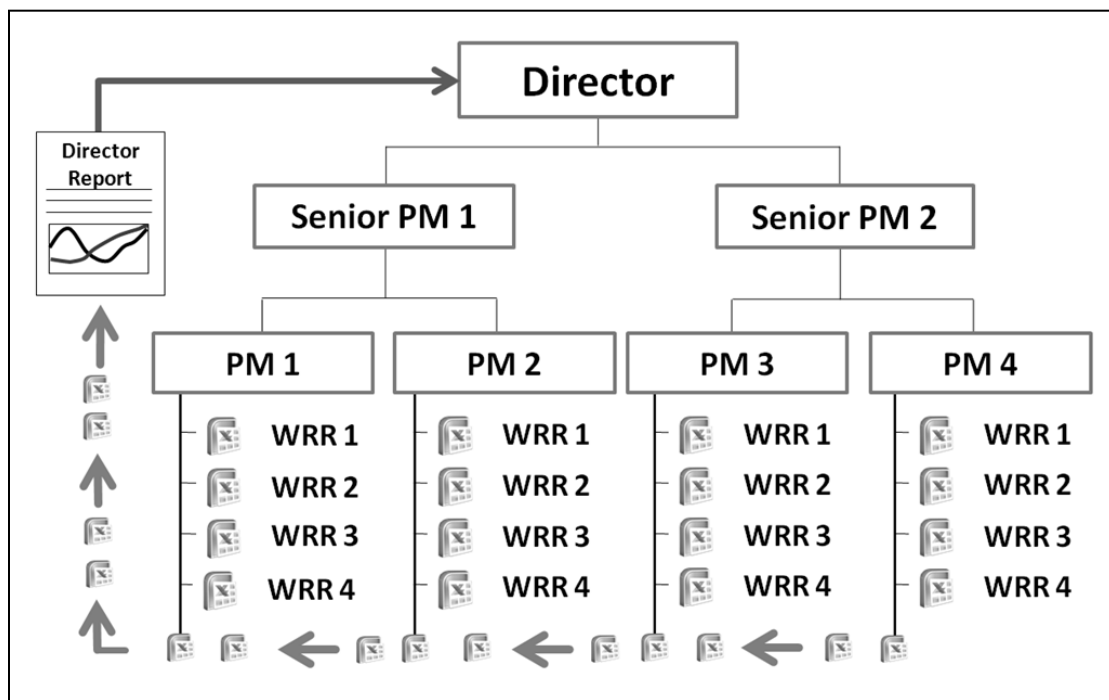 Director
Director
Report
Senior PM 1
Senior PM 2
PM 1
PM 2
PM 3
PM 4
WRR 1
WRR 1
WRR 1
WRR 1
WRR 2
WRR 2
WRR 2
WRR 2
WRR 3
WRR 3
WRR 3
WRR 3
WRR 4
WRR 4
WRR 4
WRR 4